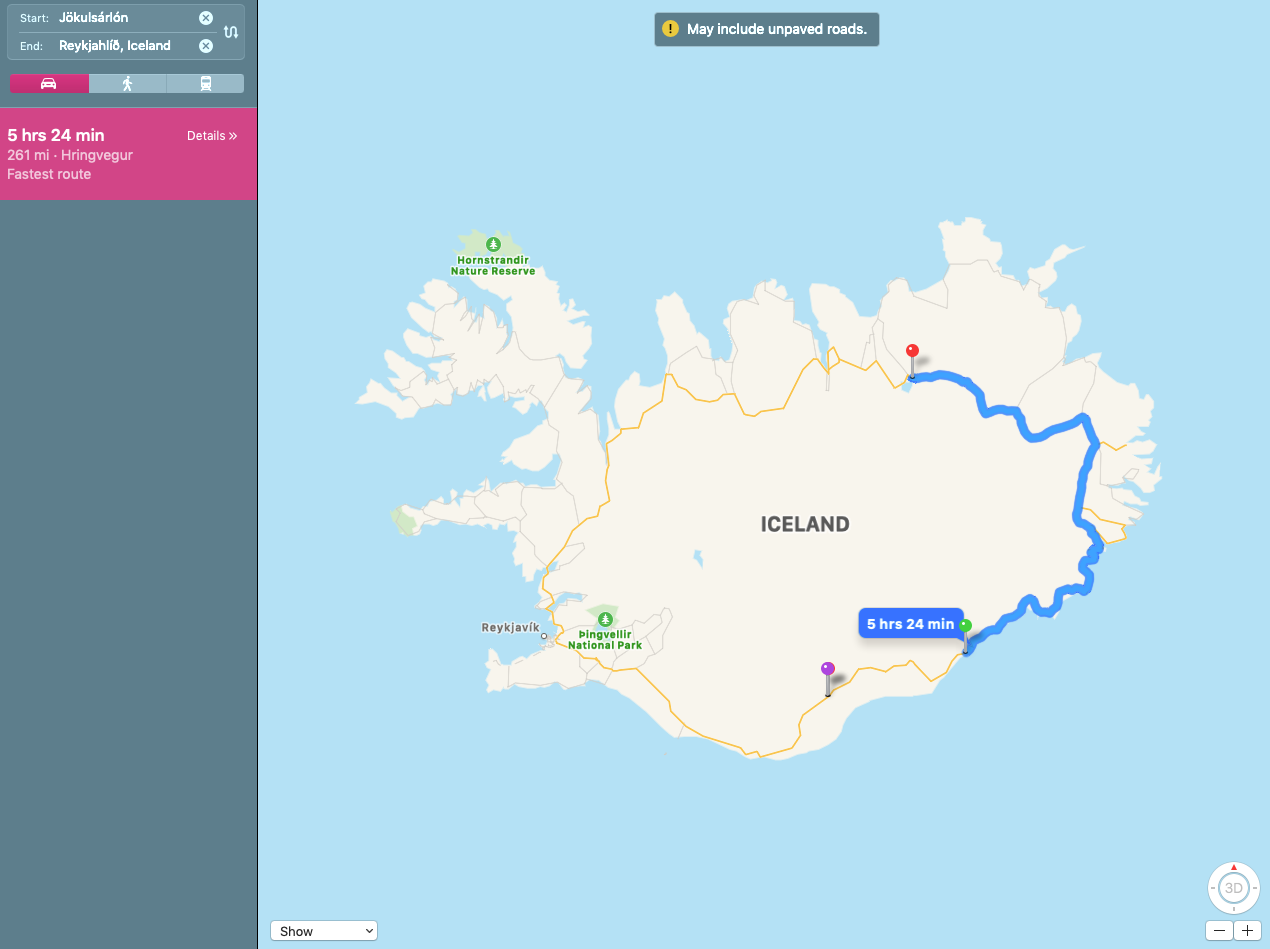 Start: Jökulsárlón
End: Reykjahlíð, Iceland
5 hrs 24 min
Details »
261 mi · Hringvegur
Fastest route
! May include unpaved roads.
Hornstrandir
Nature Reserve
ICELAND
5 hrs 24 min
Reykjavík
Þingvellir
National Park
3D
Show